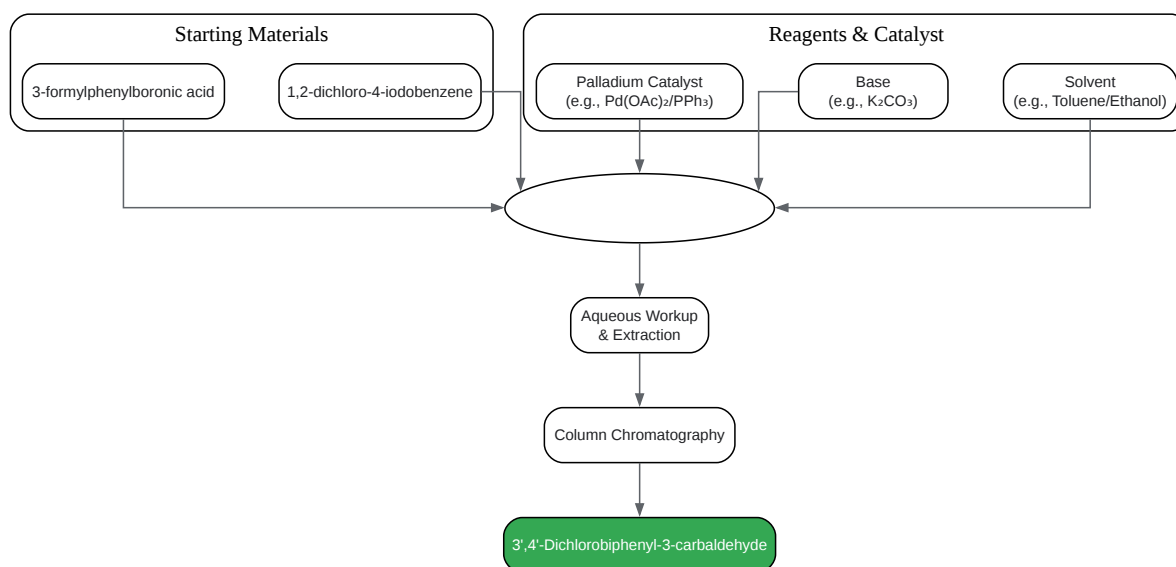 Starting Materials
Reagents & Catalyst
3-formylphenylboronic acid
1,2-dichloro-4-iodobenzene
Palladium Catalyst
(e.g., Pd(OAc)₂/PPh₃)
Base
(e.g., K₂CO₃)
Solvent
(e.g., Toluene/Ethanol)
Aqueous Workup
& Extraction
Column Chromatography
3',4'-Dichlorobiphenyl-3-carbaldehyde